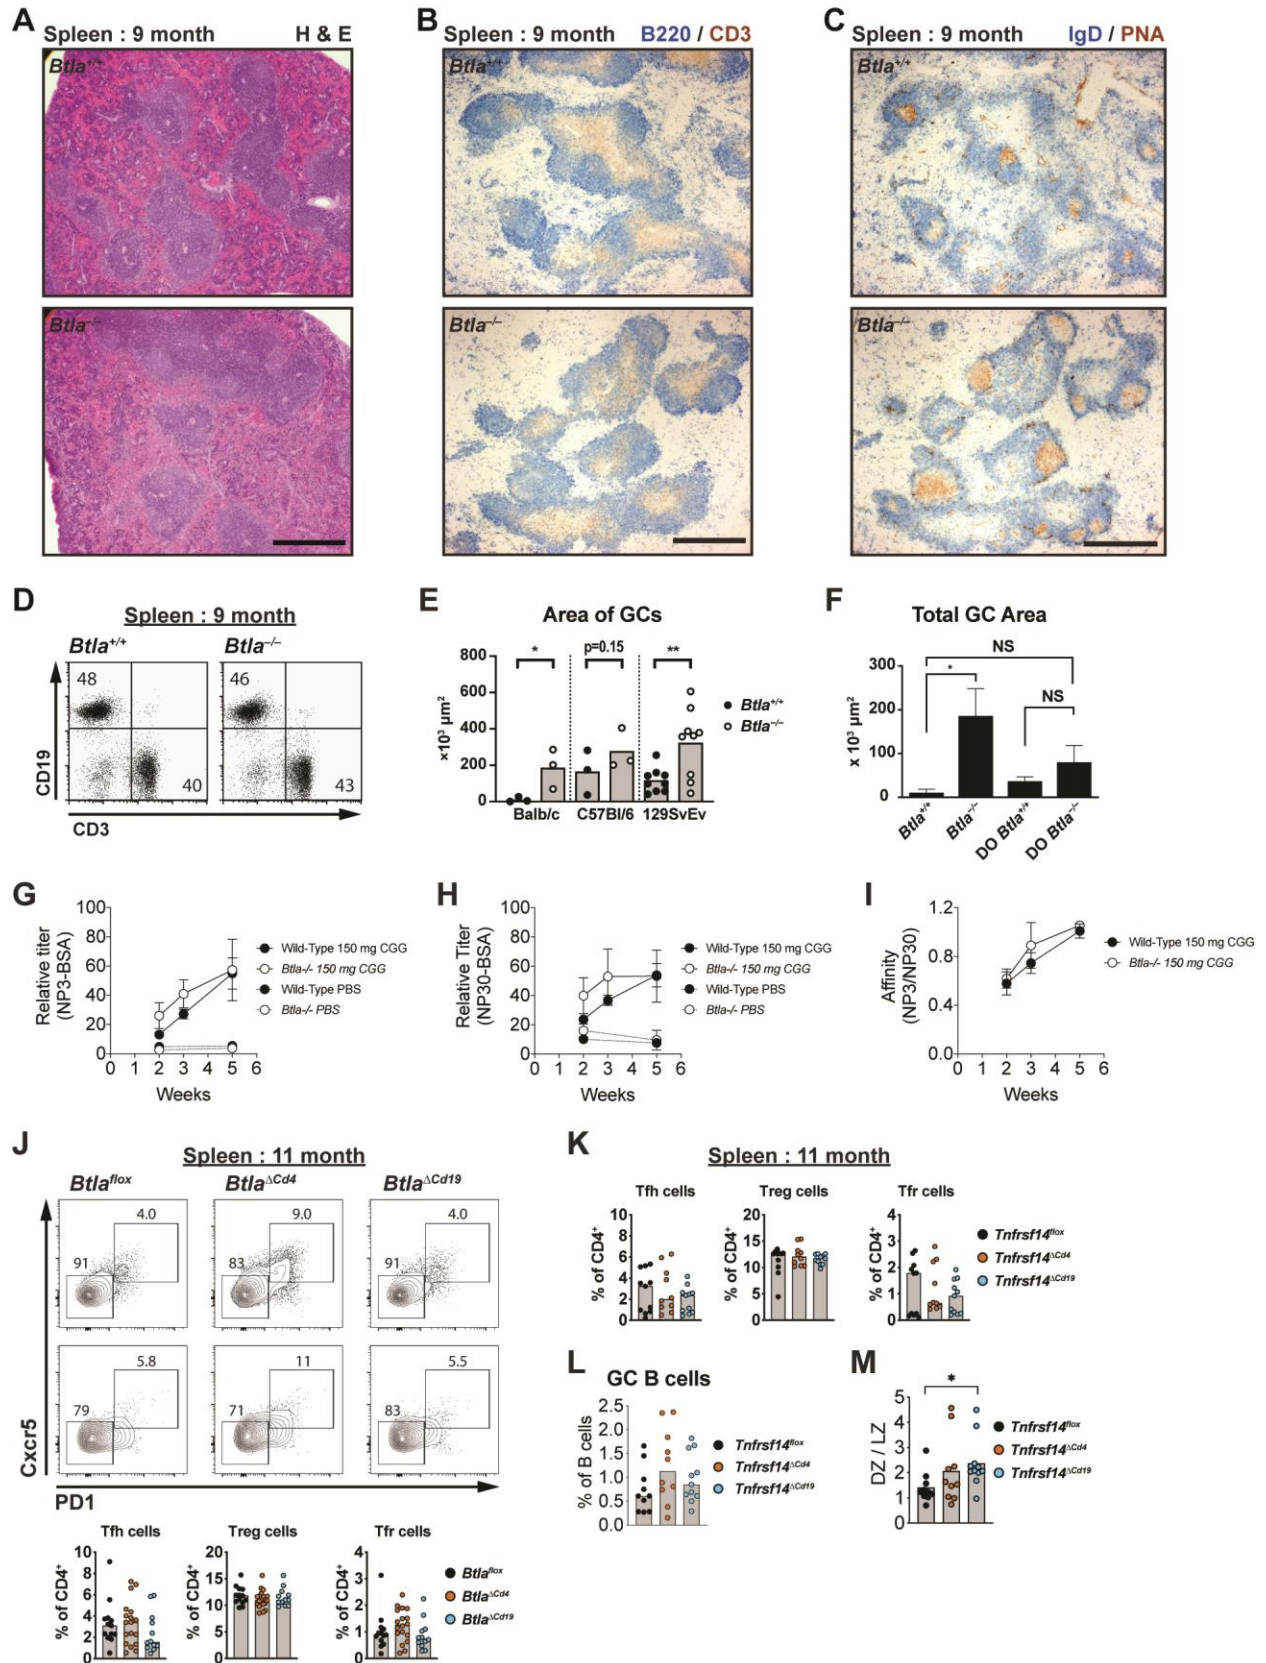 A
Spleen : 9 month H & E
Btla+/+
Btla–/–
B
Spleen : 9 month B220 / CD3
Btla+/+
Btla–/–
C
Spleen : 9 month IgD / PNA
Btla+/+
Btla–/–
D
Spleen : 9 month
Btla+/+ Btla–/–
48
40
46
43
CD19
CD3
E
Area of GCs
×10³ µm²
800
600
400
200
0
*
p=0.15
**
Btla+/+
Btla–/–
Balb/c C57Bl/6 129SvEv
F
Total GC Area
x 10³ µm²
300
200
100
0
NS
*
NS
Btla+/+
Btla–/–
DO Btla+/+
DO Btla–/–
G
Relative titer
(NP3-BSA)
100
80
60
40
20
0
0 1 2 3 4 5 6
Weeks
Wild-Type 150 mg CGG
Btla-/- 150 mg CGG
Wild-Type PBS
Btla-/- PBS
H
Relative Titer
(NP30-BSA)
100
80
60
40
20
0
0 1 2 3 4 5 6
Weeks
Wild-Type 150 mg CGG
Btla-/- 150 mg CGG
Wild-Type PBS
Btla-/- PBS
I
Affinity
(NP3/NP30)
1.2
0.8
0.4
0.0
0 1 2 3 4 5 6
Weeks
Wild-Type 150 mg CGG
Btla-/- 150 mg CGG
J
Spleen : 11 month
Btlaflox BtlaΔCd4 BtlaΔCd19
4.0 9.0 4.0
91 83 91
5.8 11 5.5
79 71 83
Cxcr5
PD1
Tfh cells
% of CD4+
10
8
6
4
2
0
Treg cells
% of CD4+
20
15
10
5
0
Tfr cells
% of CD4+
4
3
2
1
0
Btlaflox
BtlaΔCd4
BtlaΔCd19
K
Spleen : 11 month
Tfh cells
% of CD4+
10
8
6
4
2
0
Treg cells
% of CD4+
20
15
10
5
0
Tfr cells
% of CD4+
4
3
2
1
0
Tnfrsf14flox
Tnfrsf14ΔCd4
Tnfrsf14ΔCd19
L
GC B cells
% of B cells
2.5
2.0
1.5
1.0
0.5
0.0
Tnfrsf14flox
Tnfrsf14ΔCd4
Tnfrsf14ΔCd19
M
DZ / LZ
5
4
3
2
1
0
*
Tnfrsf14flox
Tnfrsf14ΔCd4
Tnfrsf14ΔCd19